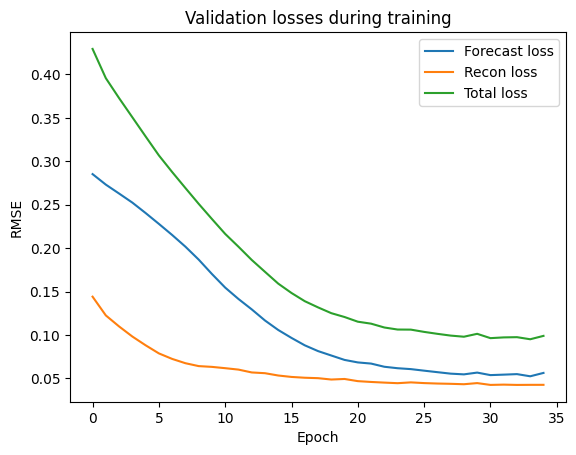 Validation losses during training
Forecast loss
Recon loss
Total loss
0.40
0.35
0.30
0.25
0.20
0.15
0.10
0.05
RMSE
0 5 10 15 20 25 30 35
Epoch